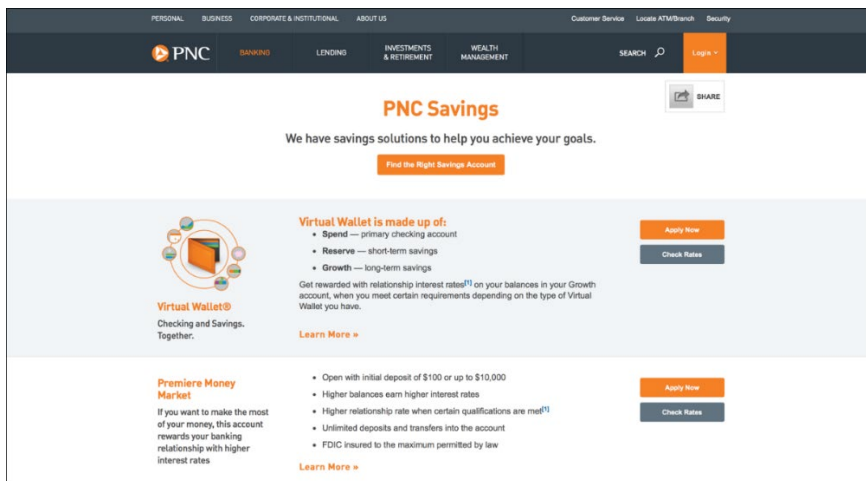 PERSONAL BUSINESS CORPORATE & INSTITUTIONAL ABOUT US Customer Service Locate ATM/Branch Security
PNC BANKING LENDING INVESTMENTS & RETIREMENT WEALTH MANAGEMENT SEARCH Login
SHARE
PNC Savings
We have savings solutions to help you achieve your goals.
Find the Right Savings Account
Virtual Wallet®
Checking and Savings.
Together.
Virtual Wallet is made up of:
• Spend — primary checking account
• Reserve — short-term savings
• Growth — long-term savings
Get rewarded with relationship interest rates[1] on your balances in your Growth
account, when you meet certain requirements depending on the type of Virtual
Wallet you have.
Learn More »
Apply Now
Check Rates
Premiere Money
Market
If you want to make the most
of your money, this account
rewards your banking
relationship with higher
interest rates
• Open with initial deposit of $100 or up to $10,000
• Higher balances earn higher interest rates
• Higher relationship rate when certain qualifications are met[1]
• Unlimited deposits and transfers into the account
• FDIC insured to the maximum permitted by law
Learn More »
Apply Now
Check Rates